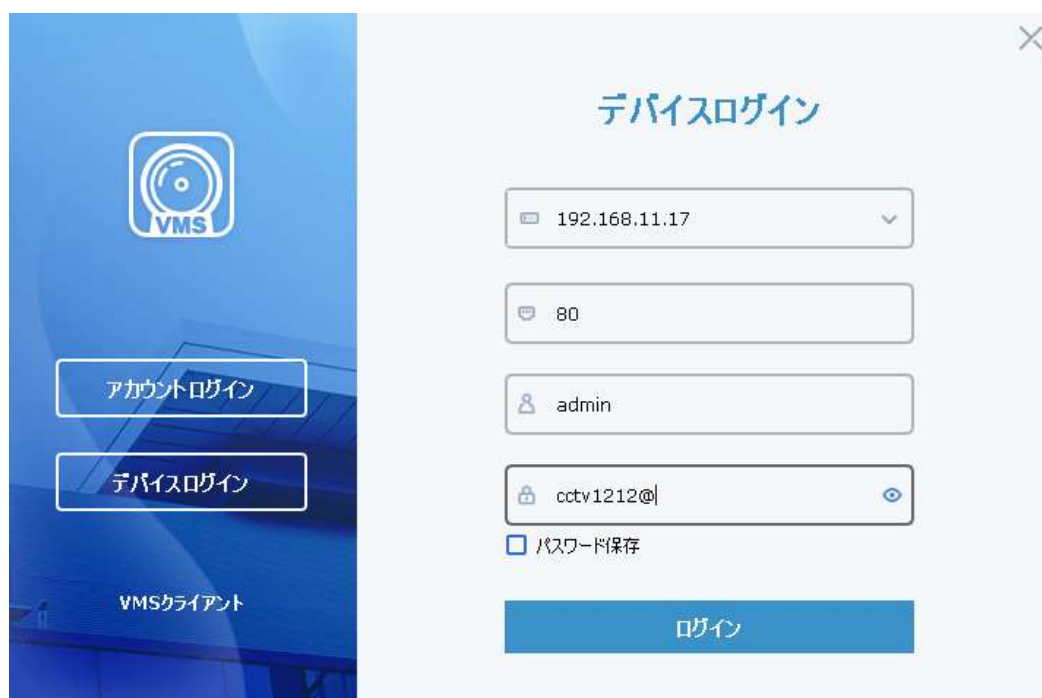 VMS
アカウントログイン
デバイスログイン
VMSクライアント
デバイスログイン
192.168.11.17
80
admin
cctv1212@
パスワード保存
ログイン